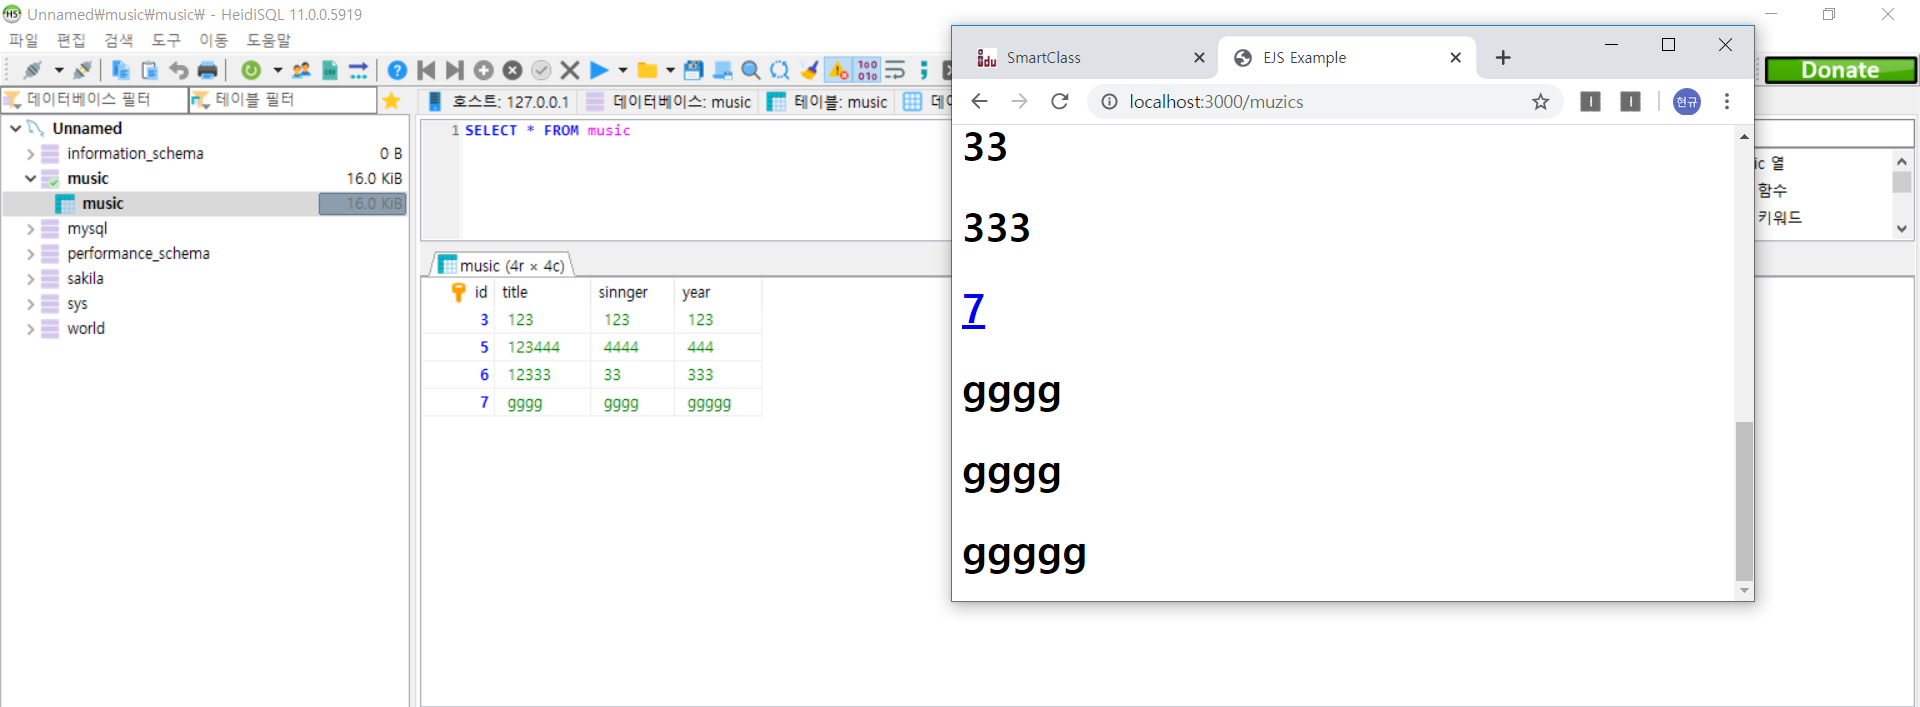 Unnamed₩music₩music₩ - HeidiSQL 11.0.0.5919
파일 편집 검색 도구 이동 도움말
Donate
데이터베이스 필터
테이블 필터
호스트: 127.0.0.1
데이터베이스: music
테이블: music
데이
Unnamed
information_schema 0 B
music 16.0 KiB
music 16.0 KiB
mysql
performance_schema
sakila
sys
world
1 SELECT * FROM music
ic 열
함수
키워드
music (4r × 4c)
id title sinnger year
3 123 123 123
5 123444 4444 444
6 12333 33 333
7 gggg gggg ggggg
SmartClass
EJS Example
localhost:3000/muzics
현규
33
333
7
gggg
gggg
ggggg